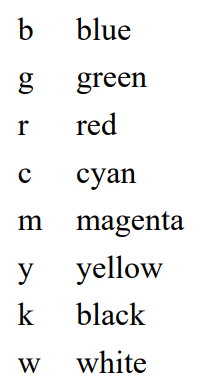 b blue
g green
r red
c cyan
m magenta
y yellow
k black
w white